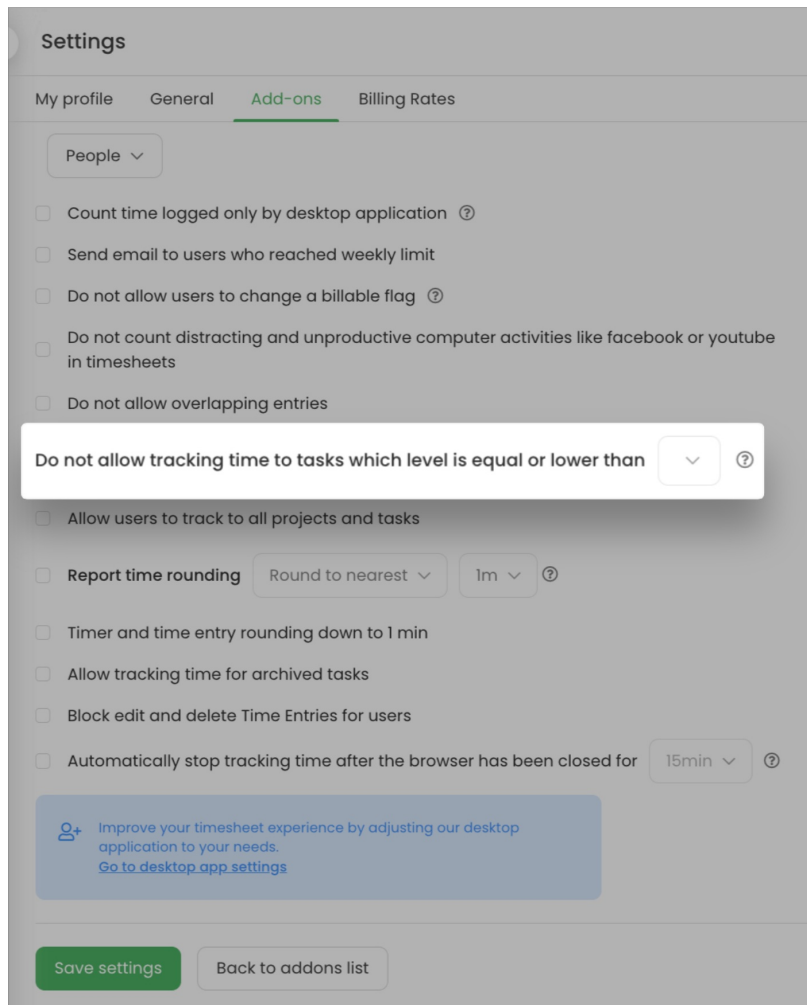 Settings
My profile General Add-ons Billing Rates
People
Count time logged only by desktop application ?
Send email to users who reached weekly limit
Do not allow users to change a billable flag ?
Do not count distracting and unproductive computer activities like facebook or youtube
in timesheets
Do not allow overlapping entries
Do not allow tracking time to tasks which level is equal or lower than ?
Allow users to track to all projects and tasks
Report time rounding Round to nearest 1m ?
Timer and time entry rounding down to 1 min
Allow tracking time for archived tasks
Block edit and delete Time Entries for users
Automatically stop tracking time after the browser has been closed for 15min ?
Improve your timesheet experience by adjusting our desktop
application to your needs.
Go to desktop app settings
Save settings Back to addons list